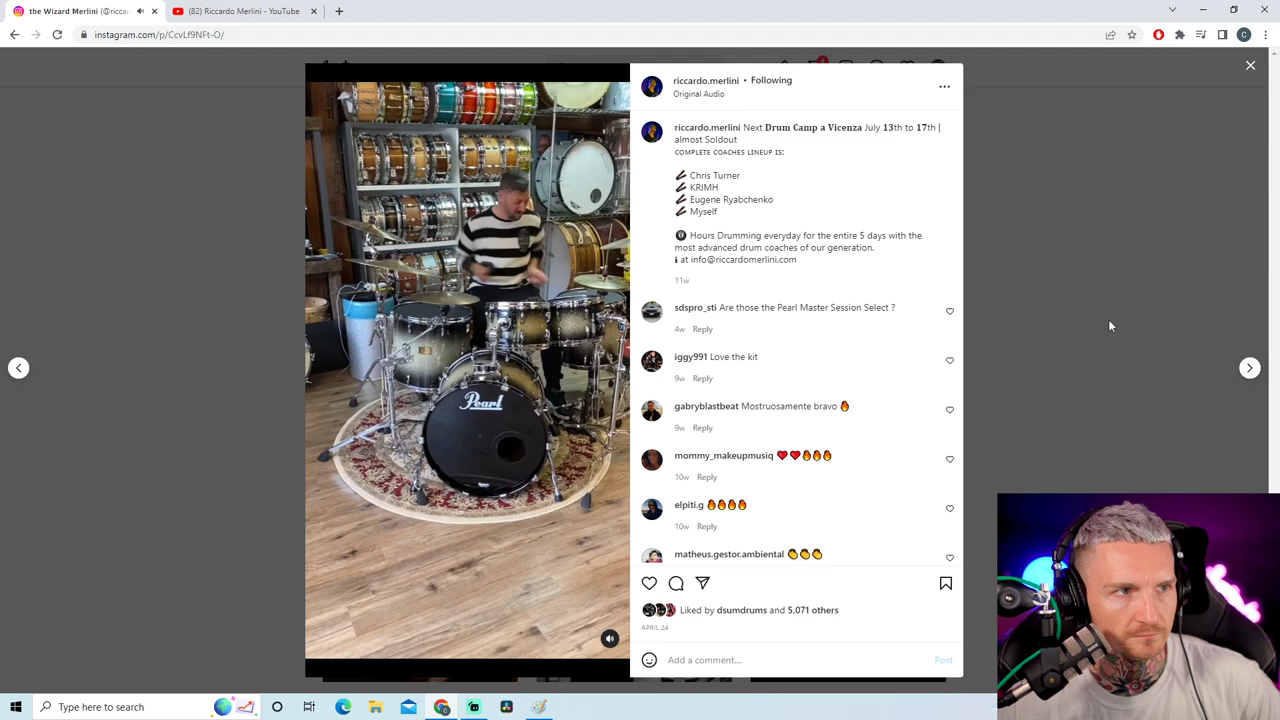 the Wizard Merlini (@riccar
(82) Riccardo Merlini - YouTube
instagram.com/p/CcvLf9NFt-O/
C
riccardo.merlini • Following
Original Audio
riccardo.merlini Next Drum Camp a Vicenza July 13th to 17th |
almost Soldout
COMPLETE COACHES LINEUP IS:
Chris Turner
KRIMH
Eugene Ryabchenko
Myself
Hours Drumming everyday for the entire 5 days with the
most advanced drum coaches of our generation.
ℹ at info@riccardomerlini.com
11w
sdspro_sti Are those the Pearl Master Session Select ?
4w Reply
iggy991 Love the kit
9w Reply
gabryblastbeat Mostruosamente bravo 🔥
9w Reply
mommy_makeupmusiq ❤️❤️🔥🔥🔥
10w Reply
elpiti.g 🔥🔥🔥🔥
10w Reply
matheus.gestor.ambiental 👏👏👏
Liked by dsumdrums and 5,071 others
APRIL 24
Add a comment...
Post
Pearl
Type here to search